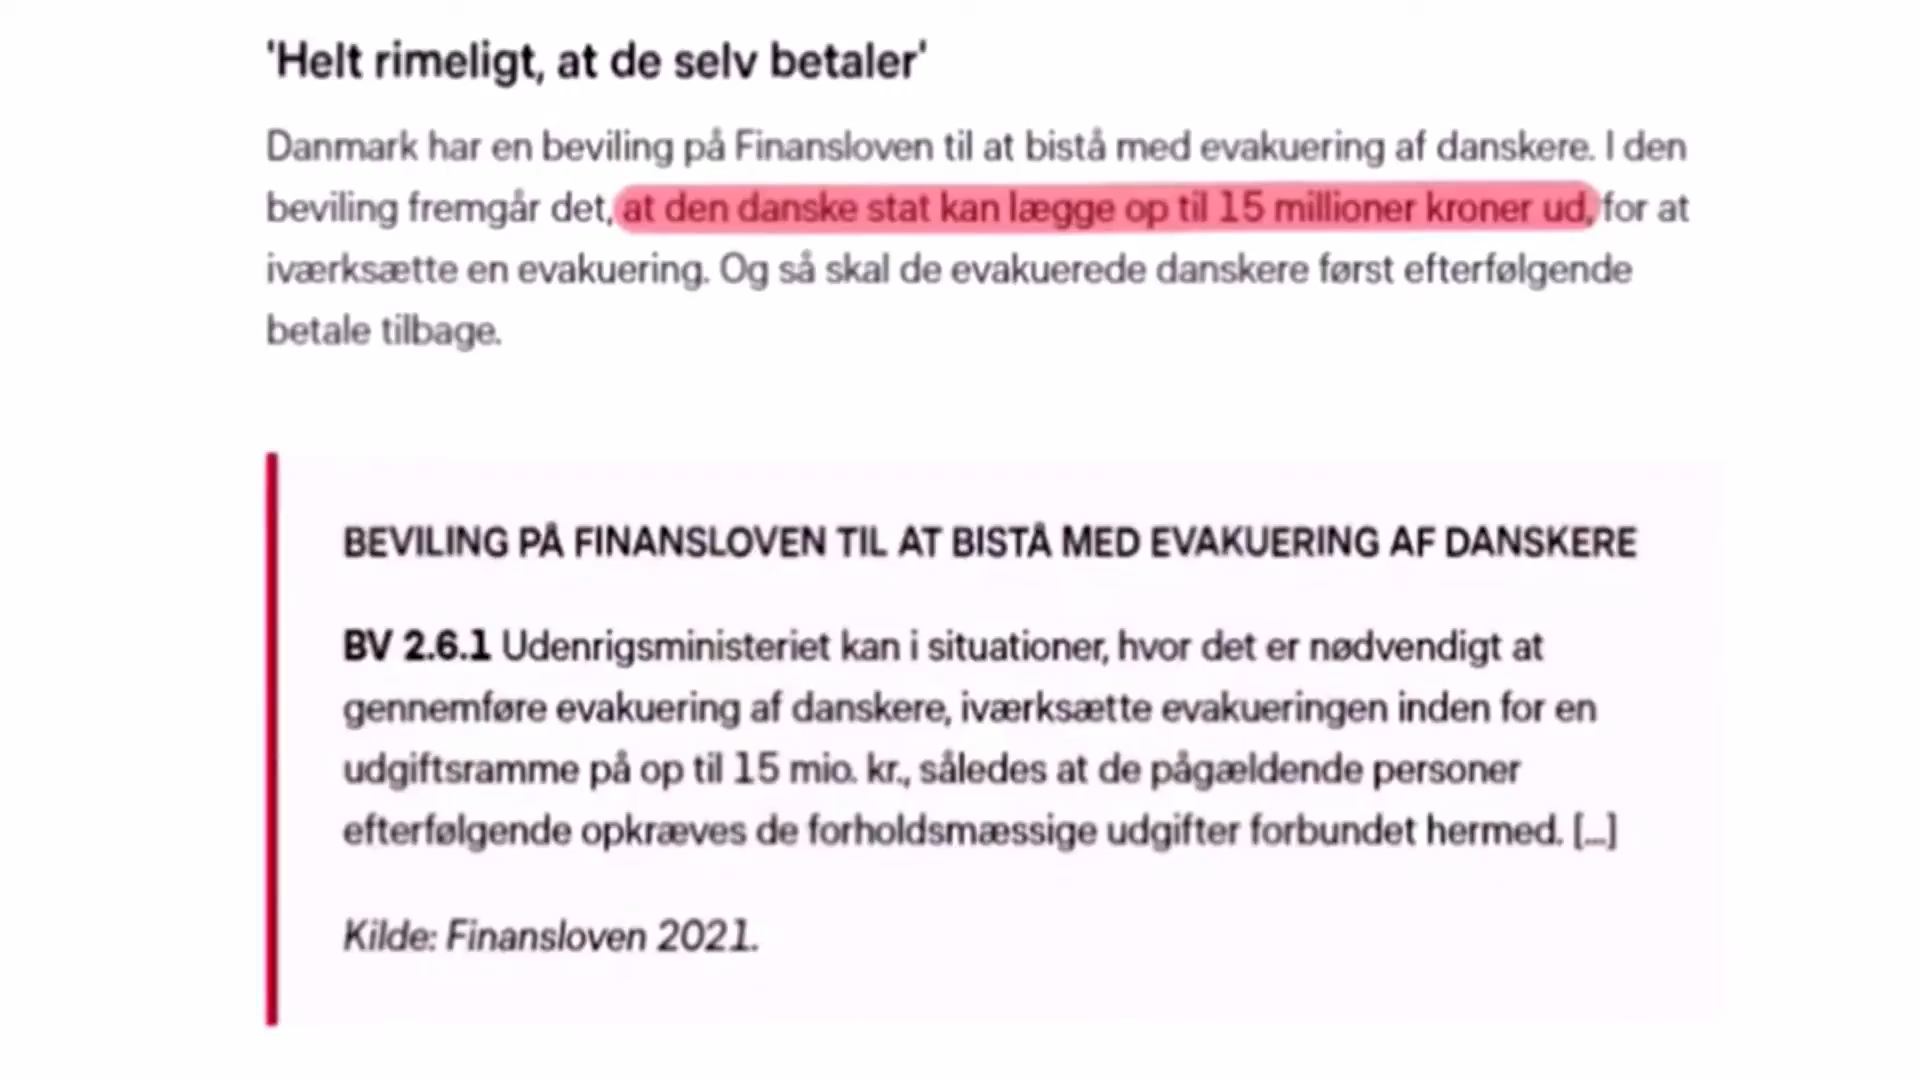 'Helt rimeligt, at de selv betaler'
Danmark har en beviling på Finansloven til at bistå med evakuering af danskere. I den
beviling fremgår det, at den danske stat kan lægge op til 15 millioner kroner ud, for at
iværksætte en evakuering. Og så skal de evakuerede danskere først efterfølgende
betale tilbage.
BEVILING PÅ FINANSLOVEN TIL AT BISTÅ MED EVAKUERING AF DANSKERE
BV 2.6.1 Udenrigsministeriet kan i situationer, hvor det er nødvendigt at
gennemføre evakuering af danskere, iværksætte evakueringen inden for en
udgiftsramme på op til 15 mio. kr., således at de pågældende personer
efterfølgende opkræves de forholdsmæssige udgifter forbundet hermed. [...]
Kilde: Finansloven 2021.